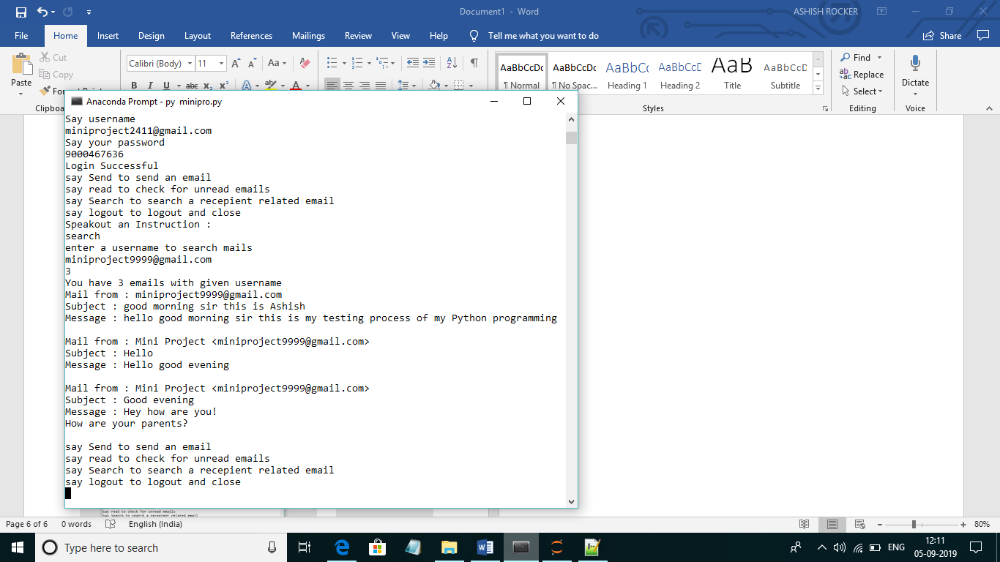 Document1 - Word
ASHISH ROCKER
File Home Insert Design Layout References Mailings Review View Help Tell me what you want to do Share
Paste
Cut
Copy
Calibri (Body) 11
Aa
B I U abc
AaBbCcDc AaBbCcDc AaBbCc AaBbCcD AaB AaBbCcD
¶ Normal ¶ No Spac... Heading 1 Heading 2 Title Subtitle
Styles
Find
Replace
Select
Editing
Dictate
Voice
Anaconda Prompt - py minipro.py
Say username
miniproject2411@gmail.com
Say your password
9000467636
Login Successful
say Send to send an email
say read to check for unread emails
say Search to search a recepient related email
say logout to logout and close
Speakout an Instruction :
search
enter a username to search mails
miniproject9999@gmail.com
3
You have 3 emails with given username
Mail from : miniproject9999@gmail.com
Subject : good morning sir this is Ashish
Message : hello good morning sir this is my testing process of my Python programming
Mail from : Mini Project <miniproject9999@gmail.com>
Subject : Hello
Message : Hello good evening
Mail from : Mini Project <miniproject9999@gmail.com>
Subject : Good evening
Message : Hey how are you!
How are your parents?
say Send to send an email
say read to check for unread emails
say Search to search a recepient related email
say logout to logout and close
say read to check for unread emails
say Search to search a recepient related email
Page 6 of 6 0 words English (India) 80%
Type here to search
ENG
12:11
05-09-2019